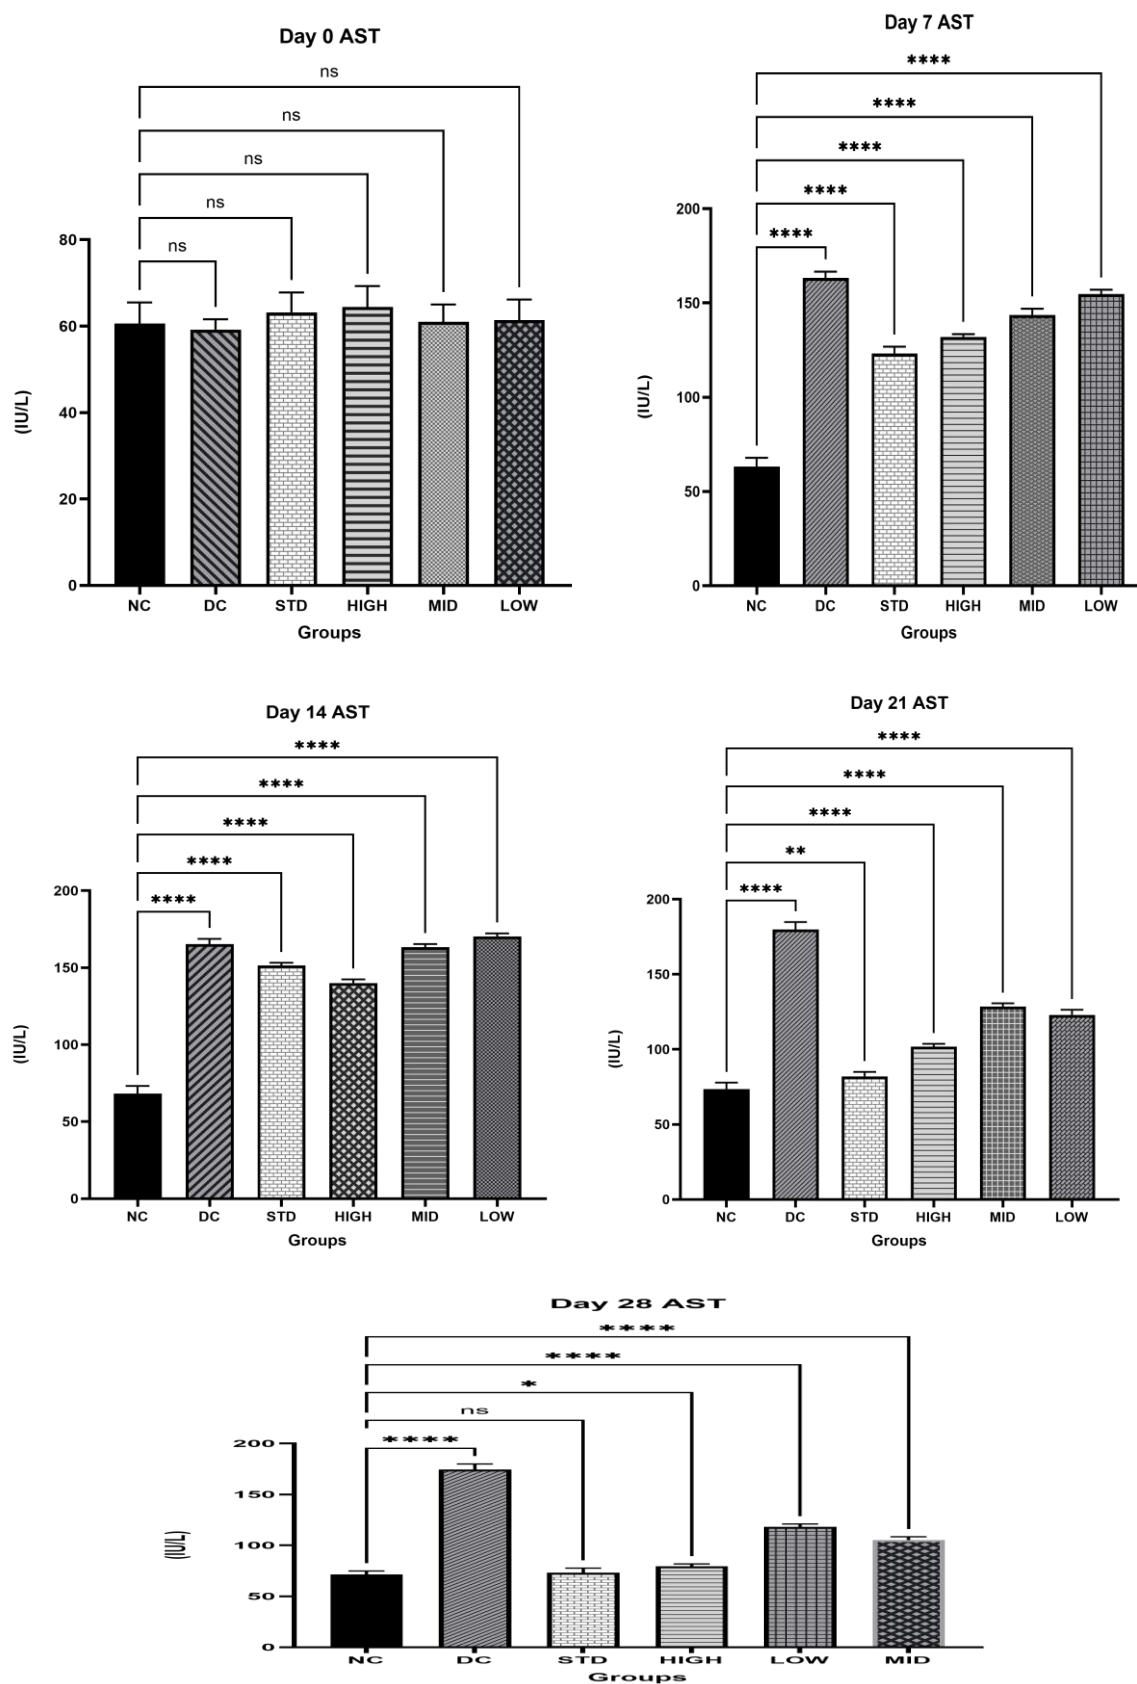 Day 0 AST
ns
ns
ns
ns
ns
80
60
40
20
0
(IU/L)
NC DC STD HIGH MID LOW
Groups
Day 7 AST
****
****
****
****
****
200
150
100
50
0
(IU/L)
NC DC STD HIGH MID LOW
Groups
Day 14 AST
****
****
****
****
****
200
150
100
50
0
(IU/L)
NC DC STD HIGH MID LOW
Groups
Day 21 AST
****
****
****
**
****
200
150
100
50
0
(IU/L)
NC DC STD HIGH MID LOW
Groups
Day 28 AST
****
****
*
ns
****
200
150
100
50
0
(IU/L)
NC DC STD HIGH LOW MID
Groups